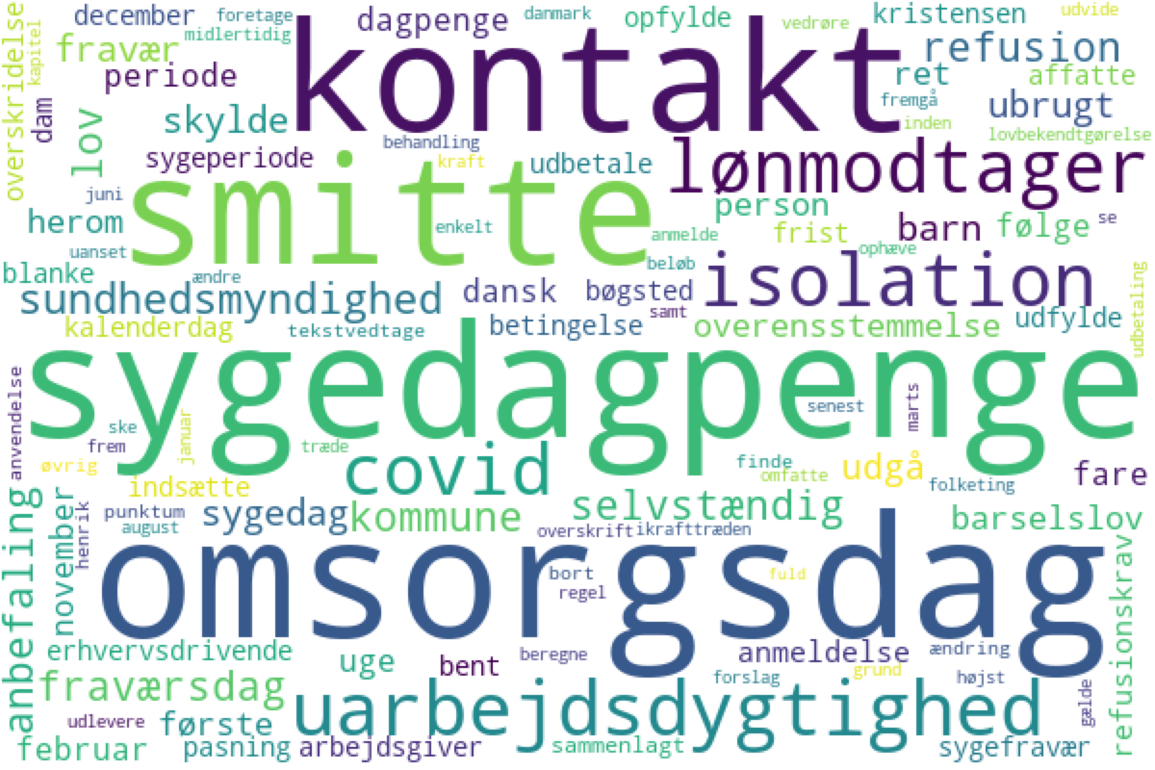 december
foretage
dagpenge
danmark
opfylde
vedrøre
kristensen
udvide
overskridelse
kapitel
fravær
midlertidig
kontakt
refusion
periode
ret
affatte
dam
lov
skylde
fremgå
ubrugt
inden
lovbekendtgørelse
sygeperiode
behandling
kraft
udbetale
lønmodtager
juni
smitte
person
herom
enkelt
anmelde
frist
barn
følge
se
uanset
ophæve
blanke
ændre
beløb
isolation
sundhedsmyndighed
dansk
bøgsted
samt
udbetaling
kalenderdag
tekstvedtage
betingelse
overensstemmelse
udfylde
sygedagpenge
anvendelse
januar
ske
frem
træde
senest
marts
øvrig
covid
finde
omfatte
udgå
folketing
fare
indsætte
anbefaling
november
henrik
punktum
august
sygedag
kommune
selvstændig
overskrift
ikrafttræden
barselslov
omsorgsdag
bort
regel
fuld
refusionskrav
erhvervsdrivende
uge
bent
beregne
anmeldelse
ændring
fraværsdag
forslag
grund
højst
gælde
udlevere
første
uarbejdsdygtighed
februar
pasning
arbejdsgiver
sammenlagt
sygefravær